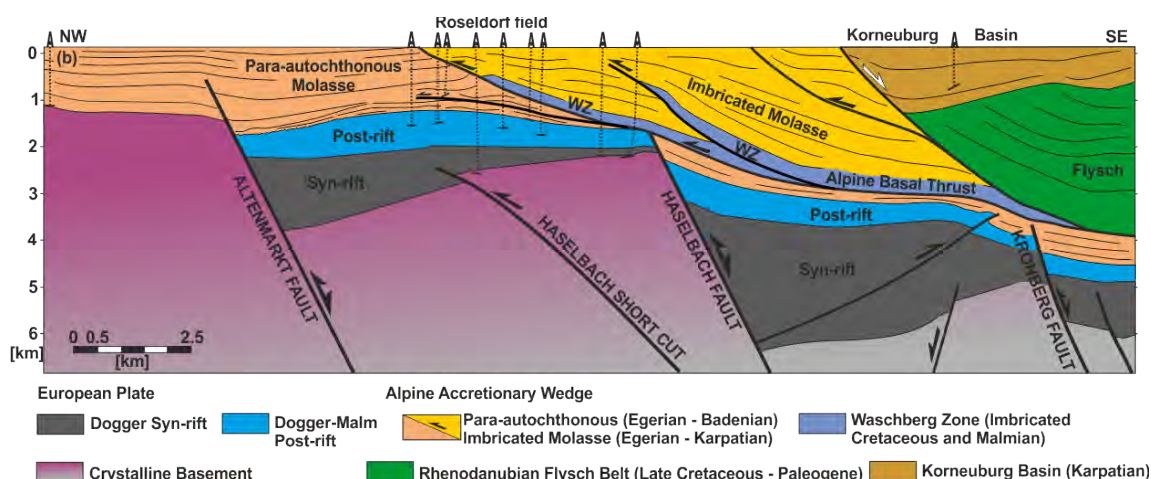 Roseldorf field
NW
Korneuburg Basin
SE
(b)
0
1
2
3
4
5
6
[km]
Para-autochthonous
Molasse
Imbricated Molasse
WZ
WZ
Flysch
Post-rift
Alpine Basal Thrust
Syn-rift
Post-rift
Syn-rift
ALTENMARKT FAULT
HASELBACH SHORT CUT
HASELBACH FAULT
KROHBERG FAULT
0 0.5 2.5
[km]
European Plate
Alpine Accretionary Wedge
Dogger Syn-rift
Dogger-Malm
Post-rift
Para-autochthonous (Egerian - Badenian)
Imbricated Molasse (Egerian - Karpatian)
Waschberg Zone (Imbricated
Cretaceous and Malmian)
Crystalline Basement
Rhenodanubian Flysch Belt (Late Cretaceous - Paleogene)
Korneuburg Basin (Karpatian)